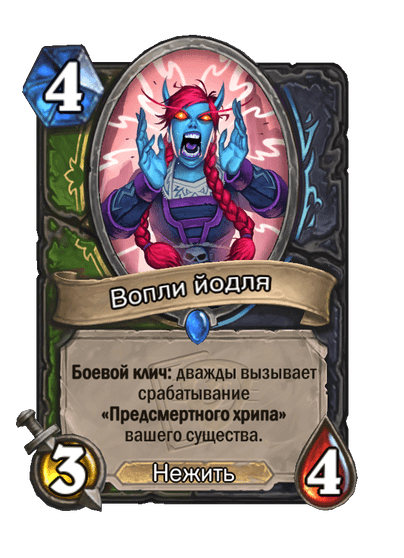 4
Вопли йодля
Боевой клич: дважды вызывает
срабатывание
«Предсмертного хрипа»
вашего существа.
3
Нежить
4